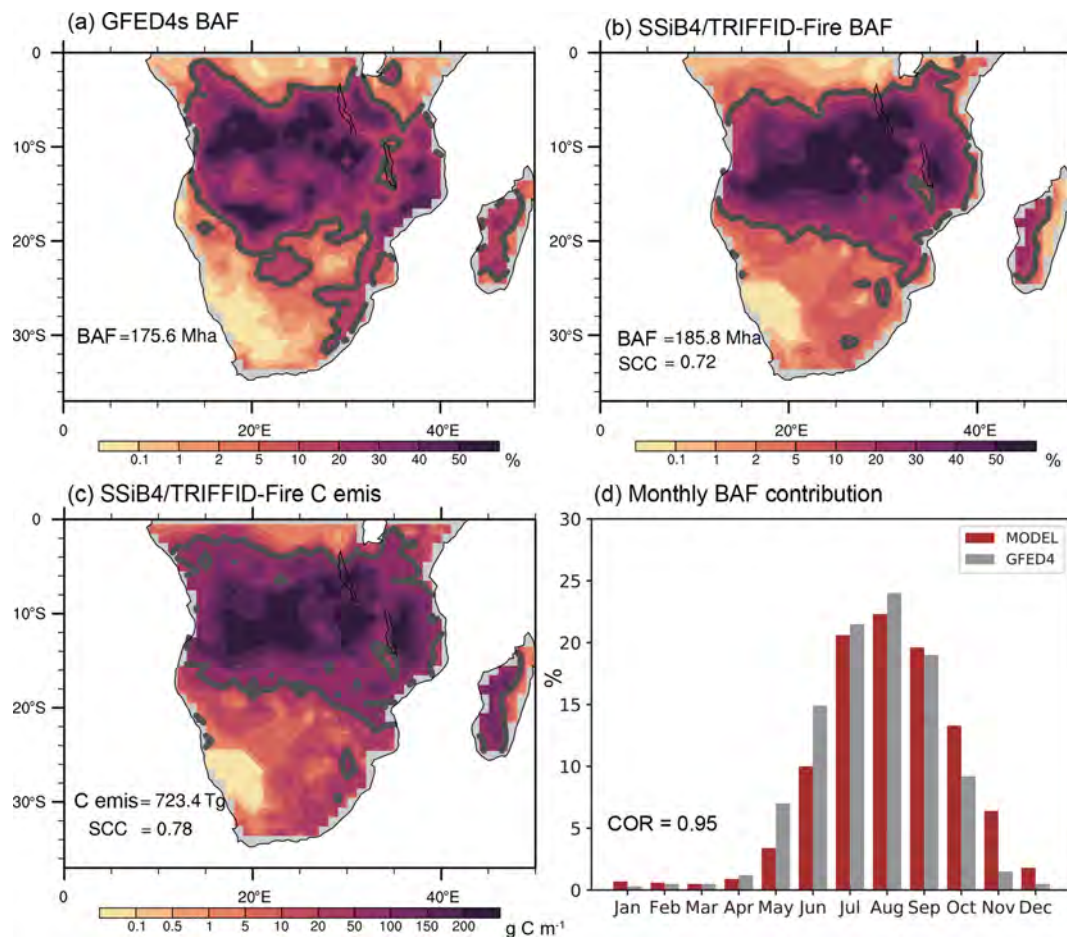 (a) GFED4s BAF
0
10°S
20°S
30°S
BAF =175.6 Mha
0 20°E 40°E
0.1 1 2 5 10 20 30 40 50 %
(b) SSiB4/TRIFFID-Fire BAF
0
10°S
20°S
30°S
BAF =185.8 Mha
SCC = 0.72
0 20°E 40°E
0.1 1 2 5 10 20 30 40 50 %
(c) SSiB4/TRIFFID-Fire C emis
0
10°S
20°S
30°S
C emis = 723.4 Tg
SCC = 0.78
0 20°E 40°E
0.1 0.5 1 5 10 50 100 150 200 g C m⁻¹
(d) Monthly BAF contribution
30
25
20
15
10
5
0
%
MODEL
GFED4
COR = 0.95
Jan Feb Mar Apr May Jun Jul Aug Sep Oct Nov Dec